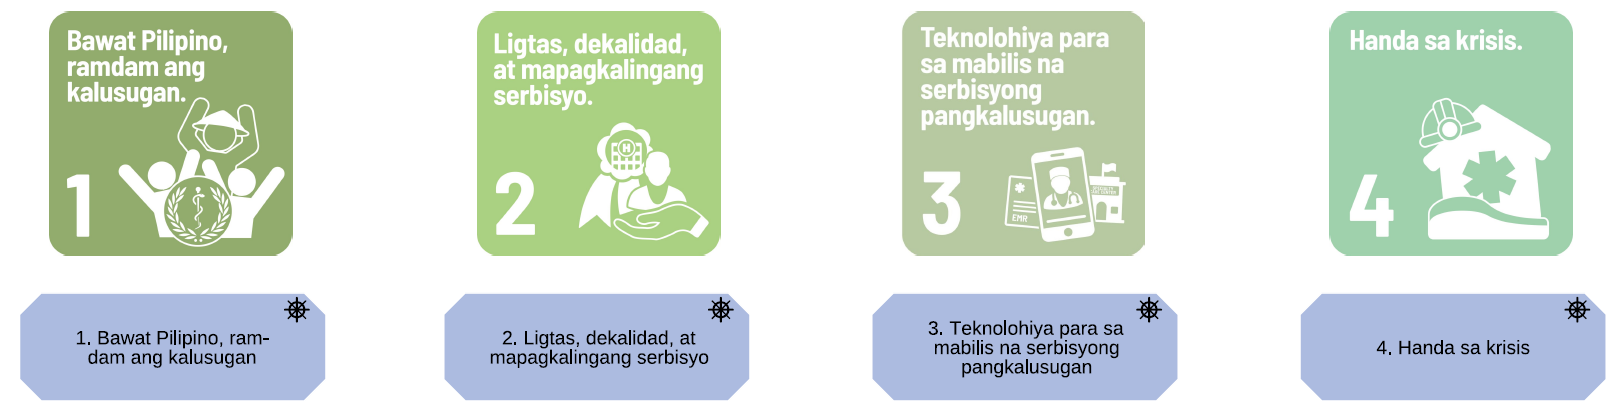 Bawat Pilipino,
ramdam ang
kalusugan.
1
Ligtas, dekalidad,
at mapagkalingang
serbisyo.
H
2
Teknolohiya para
sa mabilis na
serbisyong
pangkalusugan.
3
EMR
SPECIALTY
CENTER
Handa sa krisis.
4
1. Bawat Pilipino, ram-
dam ang kalusugan
2. Ligtas, dekalidad, at
mapagkalingang serbisyo
3. Teknolohiya para sa
mabilis na serbisyong
pangkalusugan
4. Handa sa krisis